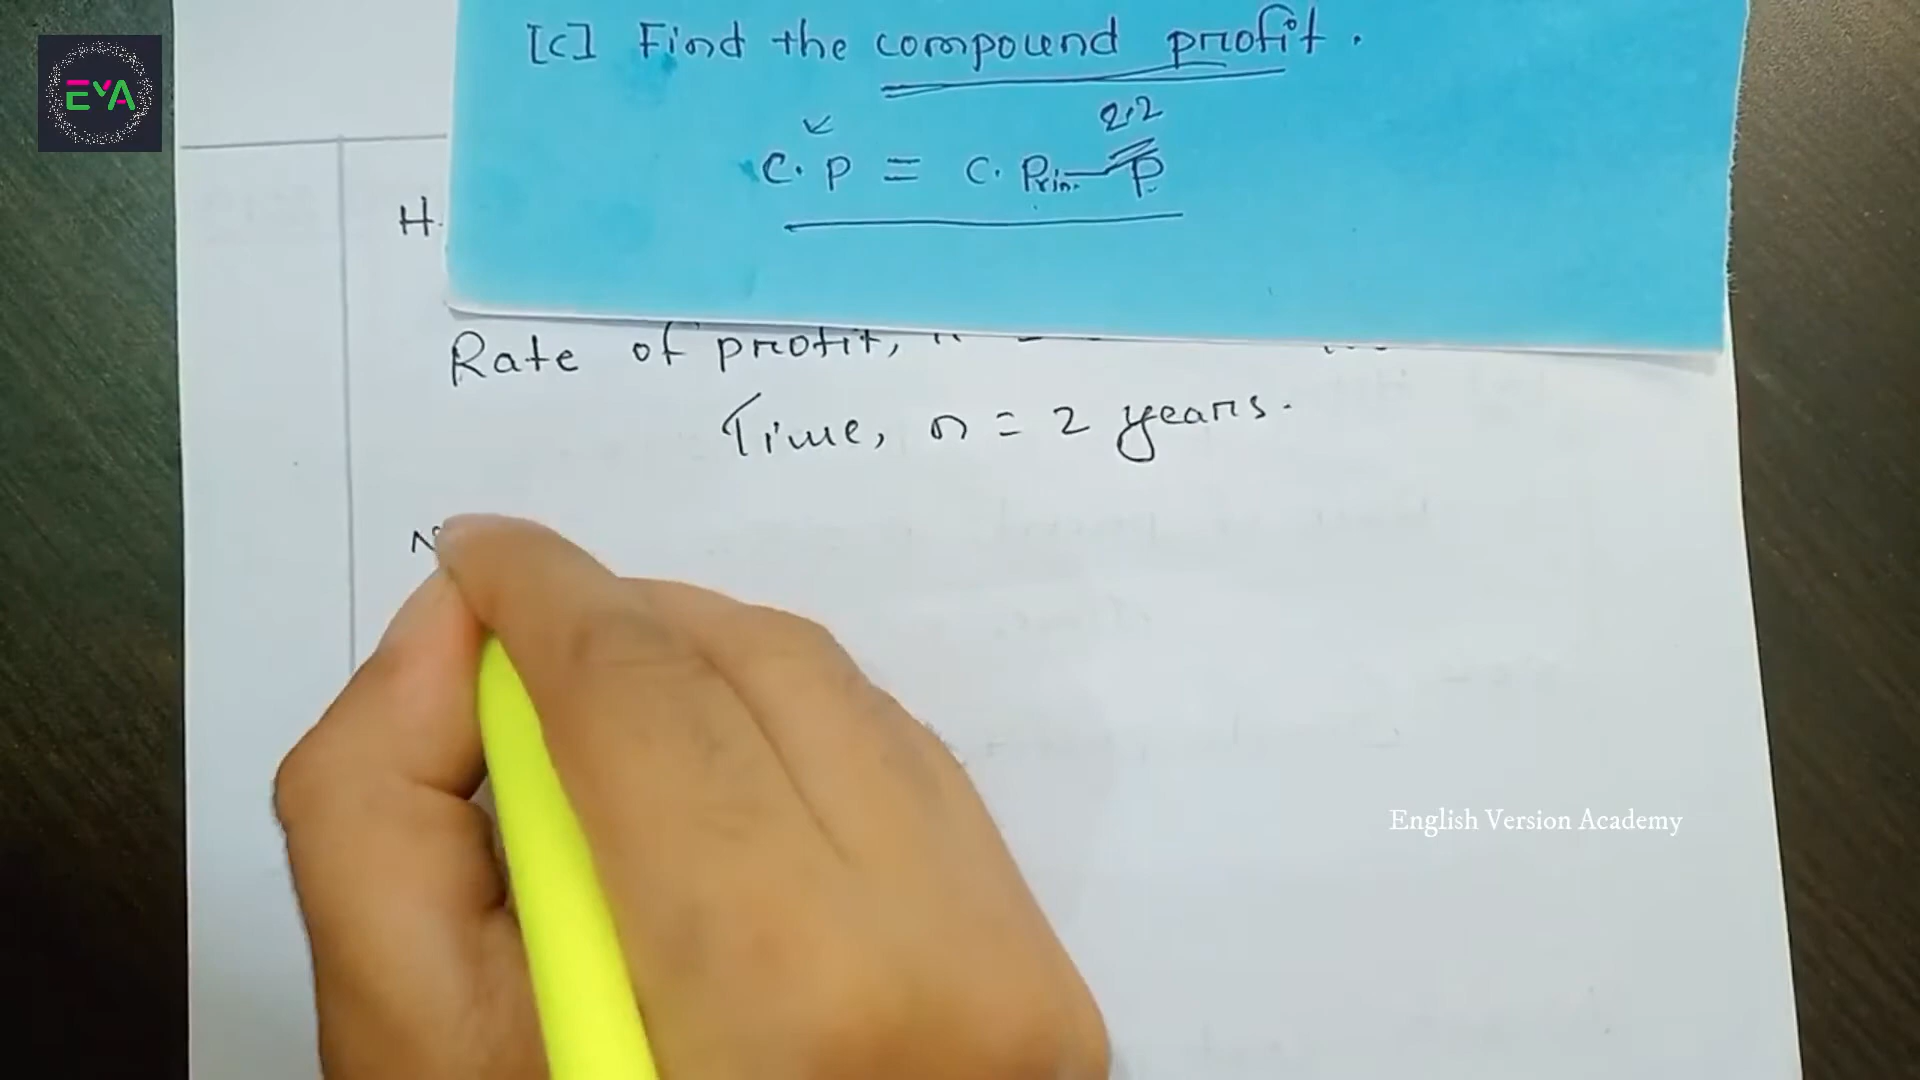 EYA
[c] Find the compound profit.
2.2
C. P = C. Prin. - P
H.
Rate of profit,
Time, n = 2 years.
English Version Academy